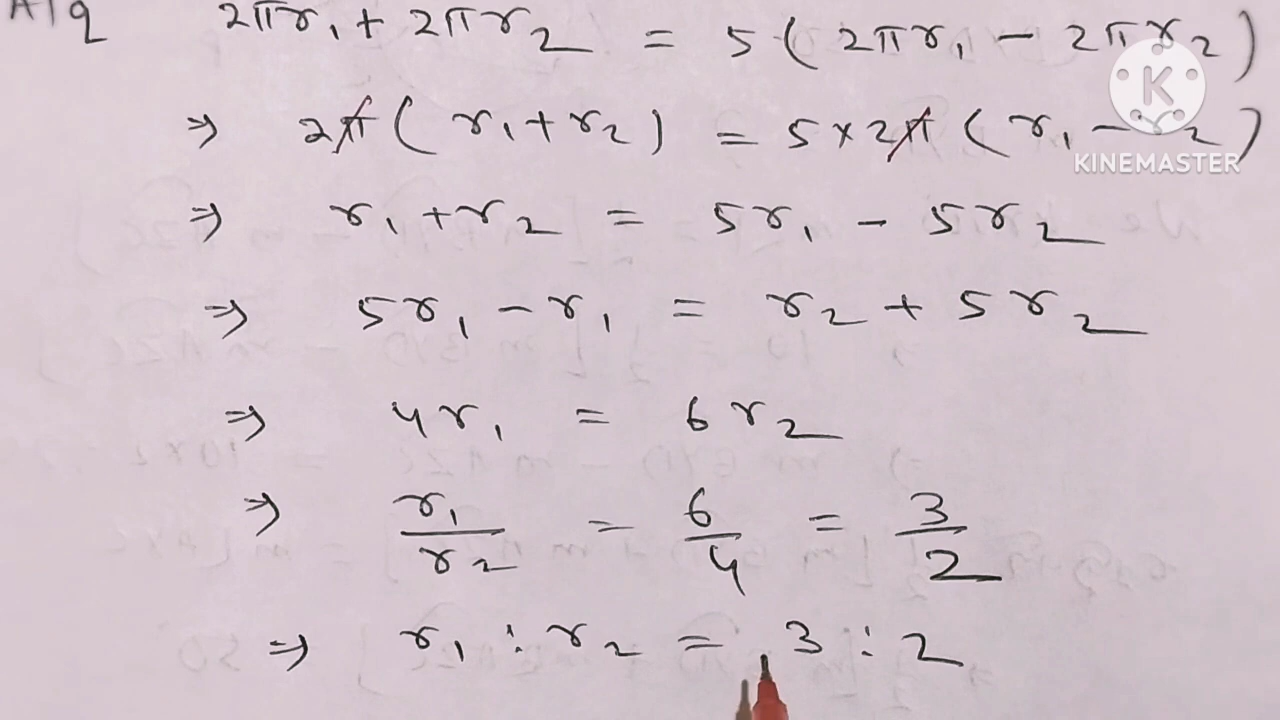 A/q 2πr₁ + 2πr₂ = 5 ( 2πr₁ - 2πr₂ )
⇒ 2π ( r₁ + r₂ ) = 5 × 2π ( r₁ - r₂ )
KINEMASTER
⇒ r₁ + r₂ = 5r₁ - 5r₂
⇒ 5r₁ - r₁ = r₂ + 5r₂
⇒ 4r₁ = 6r₂
⇒ r₁/r₂ = 6/4 = 3/2
⇒ r₁ : r₂ = 3 : 2